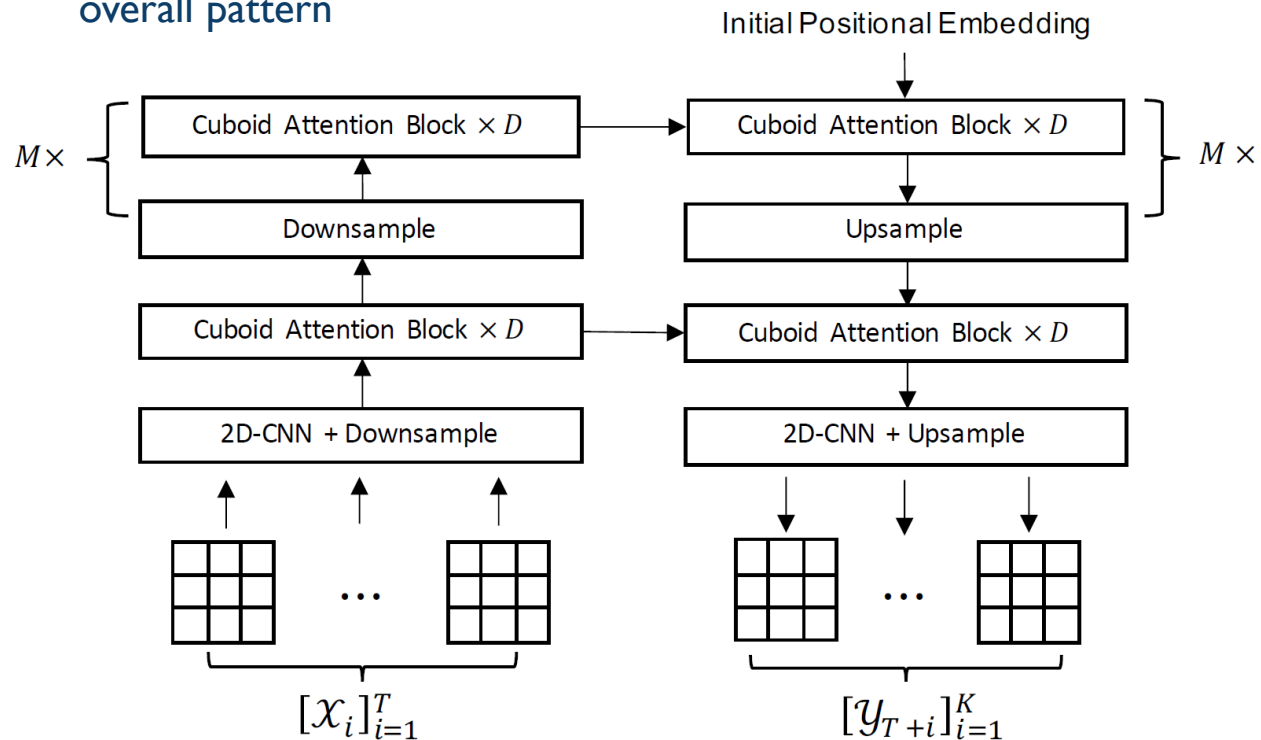 overall pattern
Initial Positional Embedding
Cuboid Attention Block × D
Cuboid Attention Block × D
M ×
M ×
Downsample
Upsample
Cuboid Attention Block × D
Cuboid Attention Block × D
2D-CNN + Downsample
2D-CNN + Upsample
...
...
[𝒳_i]_{i=1}^T
[𝒴_{T+i}]_{i=1}^K